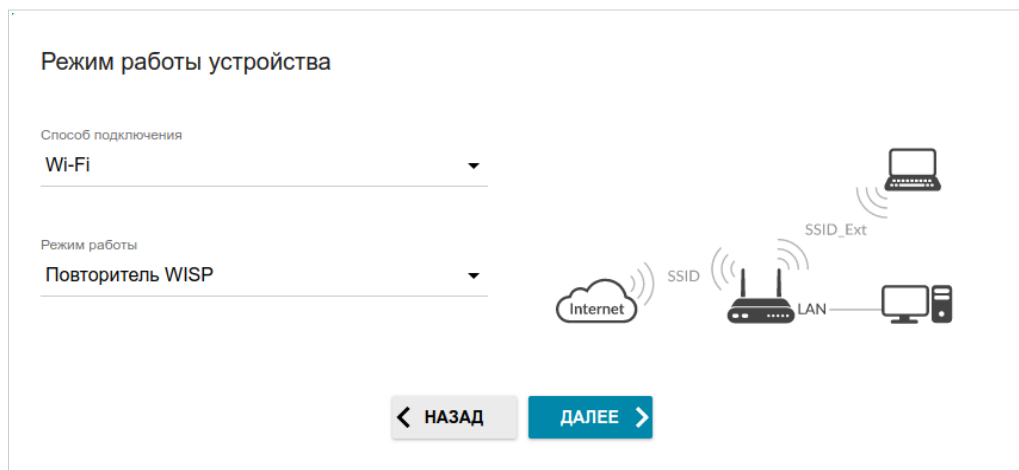 Режим работы устройства
Способ подключения
Wi-Fi
Режим работы
Повторитель WISP
SSID_Ext
SSID
Internet
LAN
НАЗАД
ДАЛЕЕ